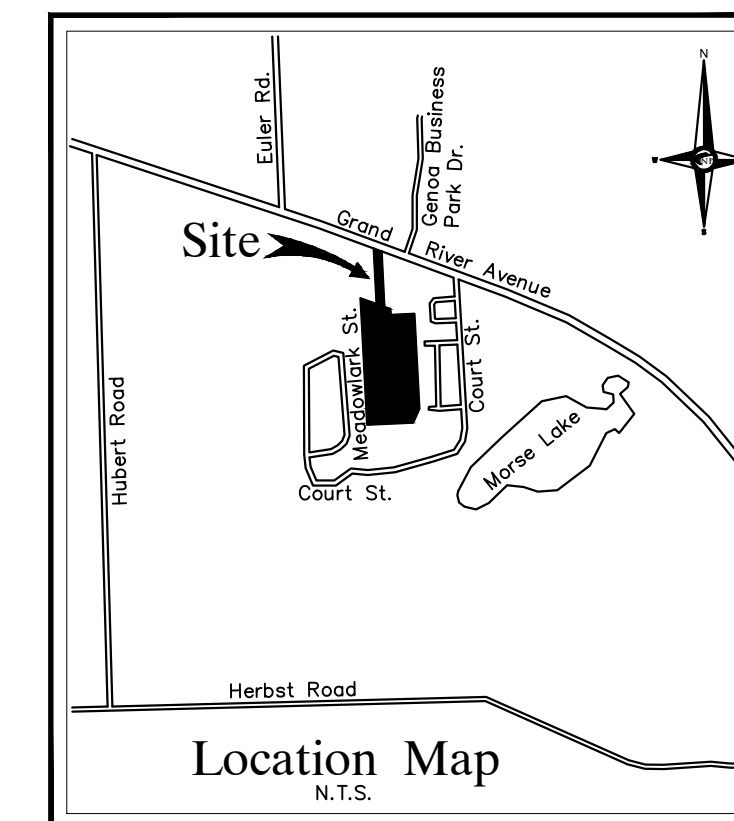 N
Euler Rd.
Genoa Business
Park Dr.
Grand
River Avenue
Site
Meadowlark St.
Court St.
Hubert Road
Morse Lake
Court St.
Herbst Road
Location Map
N.T.S.